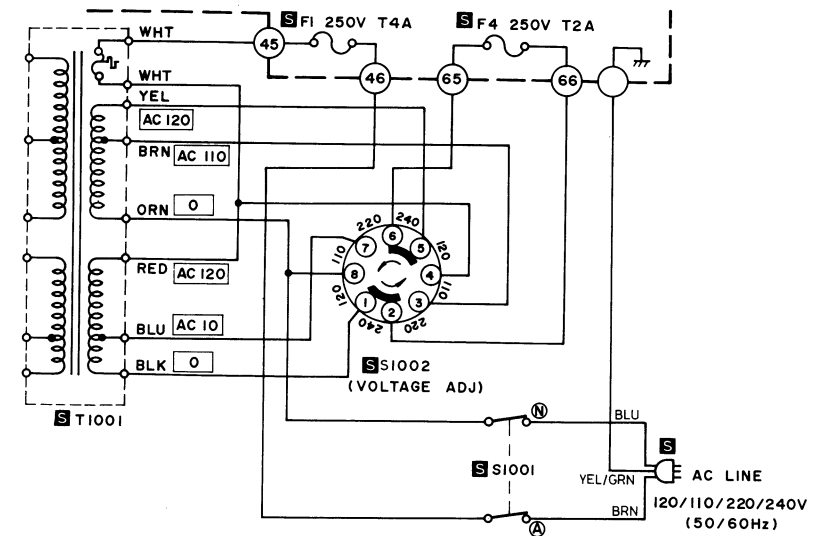 S F1 250V T4A
S F4 250V T2A
WHT
45
46
65
66
WHT
YEL
AC 120
BRN AC 110
ORN 0
RED AC 120
BLU AC 10
BLK 0
220
240
120
110
220
240
120
110
6
5
4
3
2
1
8
7
S S1002
(VOLTAGE ADJ)
S T1001
N
BLU
S
S S1001
YEL/GRN
AC LINE
120/110/220/240V
(50/60Hz)
BRN
A